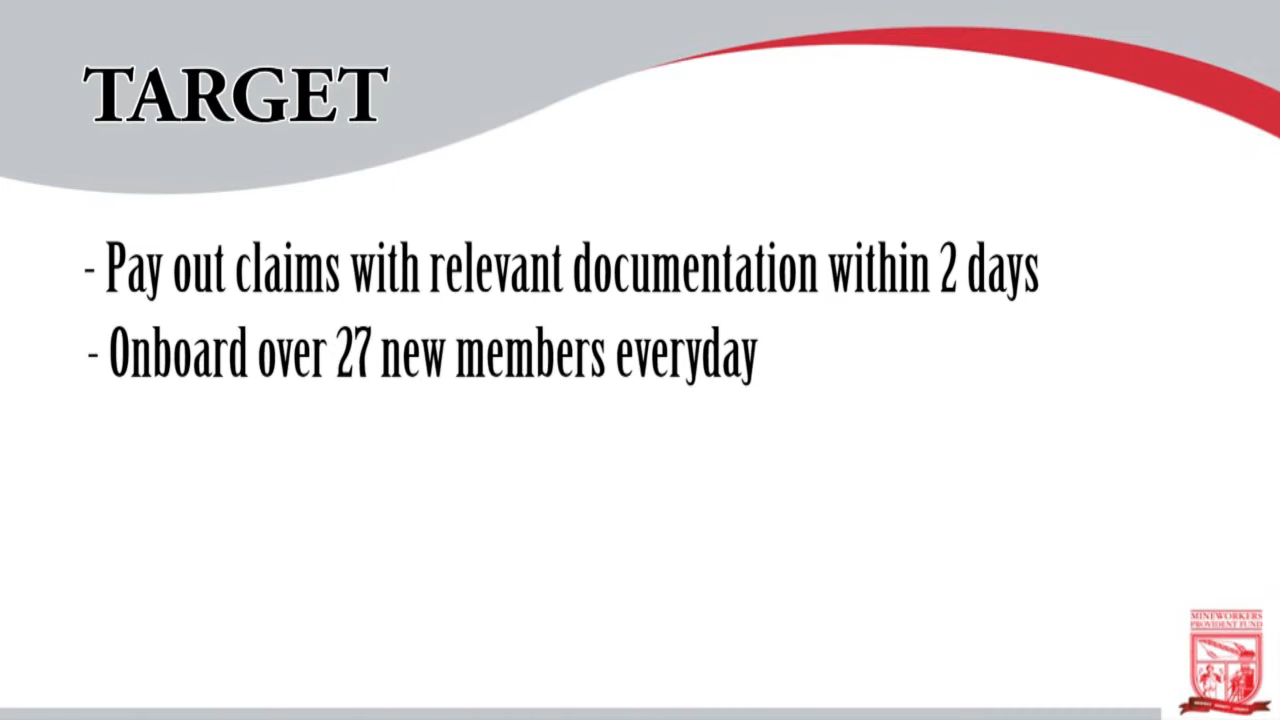 TARGET
- Pay out claims with relevant documentation within 2 days
- Onboard over 27 new members everyday
MINEWORKERS
PROVIDENT FUND